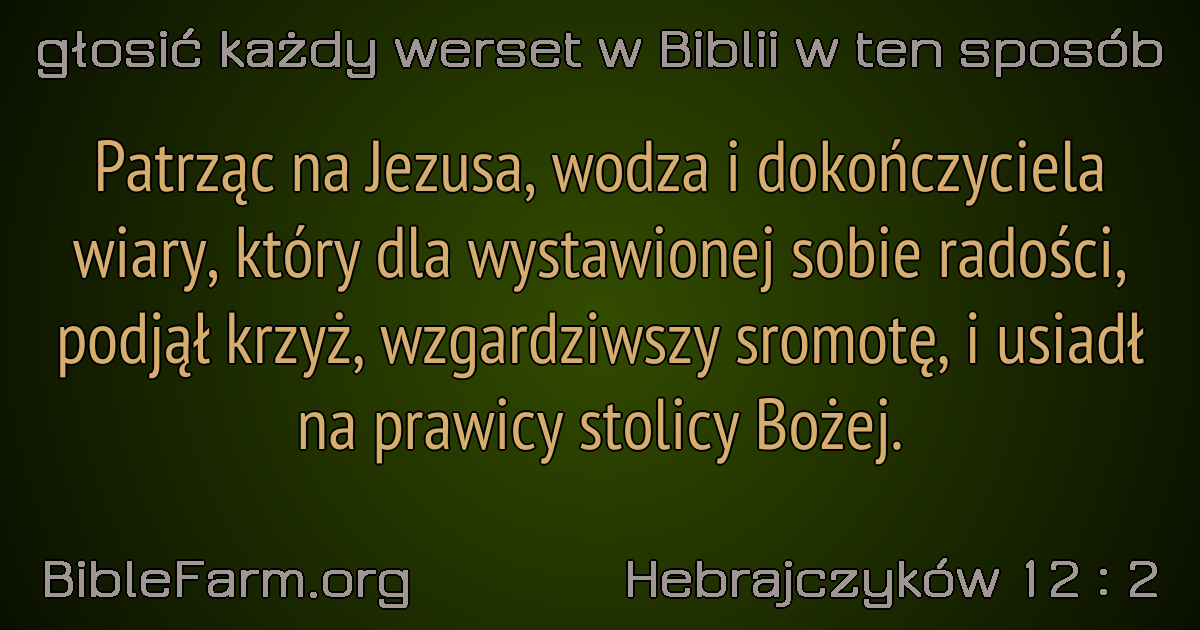 głosić każdy werset w Biblii w ten sposób
Patrząc na Jezusa, wodza i dokończyciela
wiary, który dla wystawionej sobie radości,
podjął krzyż, wzgardziwszy sromotę, i usiadł
na prawicy stolicy Bożej.
BibleFarm.org
Hebrajczyków 12 : 2